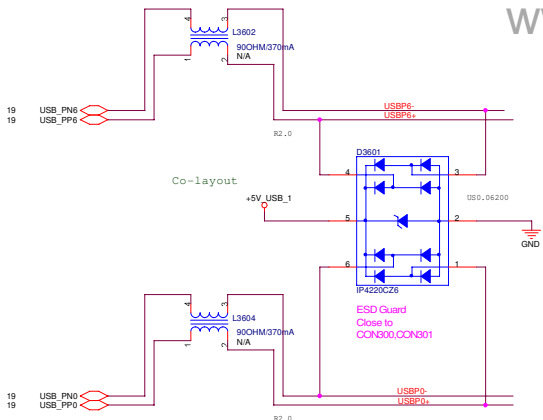 W
4
3
L3602
90OHM/370mA
N/A
1
2
19 USB_PN6
19 USB_PP6
USBP6-
USBP6+
R2.0
D3601
4
3
Co-layout
+5V_USB_1
US0.06200
5
2
GND
6
1
IP4220CZ6
ESD Guard
Close to
CON300,CON301
4
3
L3604
90OHM/370mA
N/A
1
2
19 USB_PN0
19 USB_PP0
USBP0-
USBP0+
R2.0